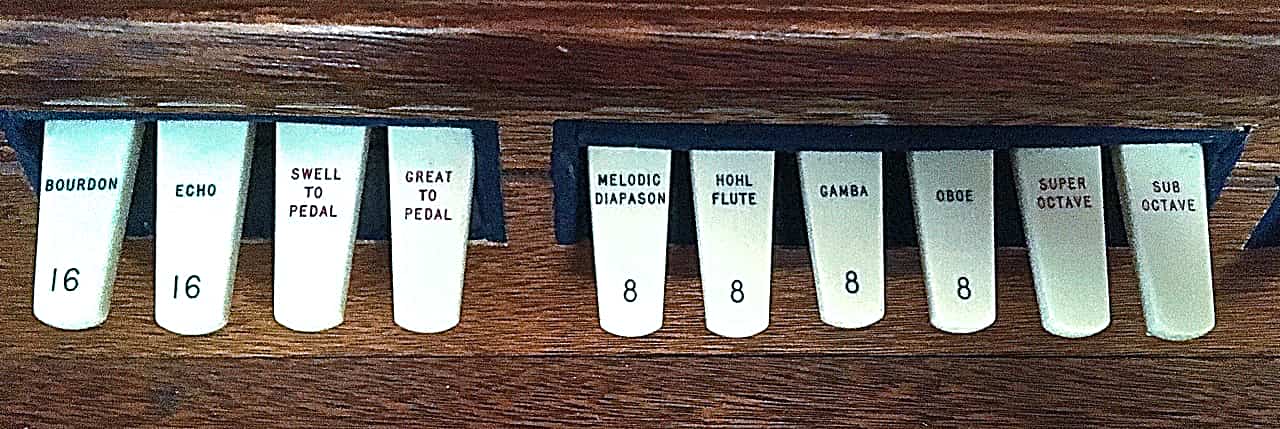 BOURDON
16
ECHO
16
SWELL
TO
PEDAL
GREAT
TO
PEDAL
MELODIC
DIAPASON
8
HOHL
FLUTE
8
GAMBA
8
OBOE
8
SUPER
OCTAVE
SUB
OCTAVE